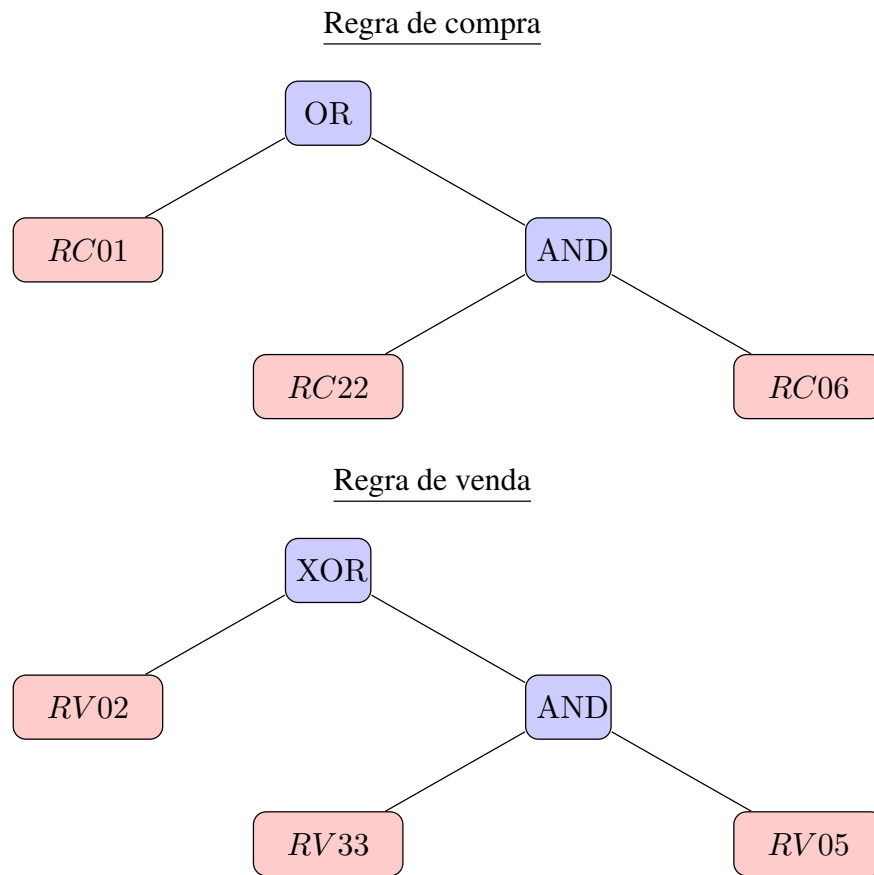 Regra de compra
OR
RC01
AND
RC22
RC06
Regra de venda
XOR
RV02
AND
RV33
RV05